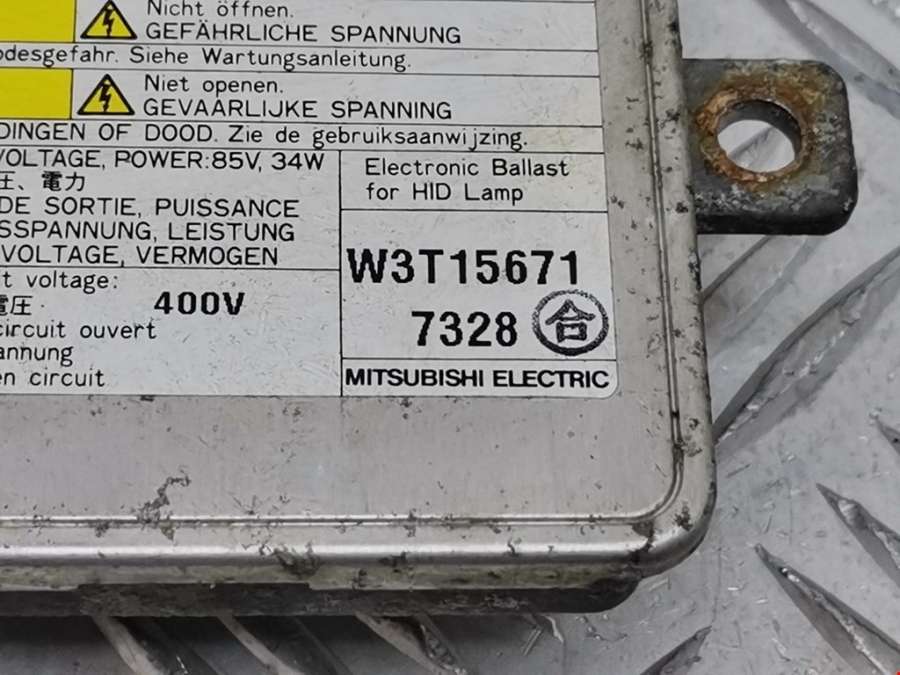 Nicht öffnen.
GEFÄHRLICHE SPANNUNG
odesgefahr. Siehe Wartungsanleitung.
Niet openen.
GEVAARLIJKE SPANNING
DINGEN OF DOOD. Zie de gebruiksaanwijzing.
VOLTAGE, POWER:85V, 34W
圧、電力
DE SORTIE, PUISSANCE
SSPANNUNG, LEISTUNG
VOLTAGE, VERMOGEN
Electronic Ballast
for HID Lamp
t voltage:
電圧: 400V
circuit ouvert
annung
en circuit
W3T15671
7328 合
MITSUBISHI ELECTRIC